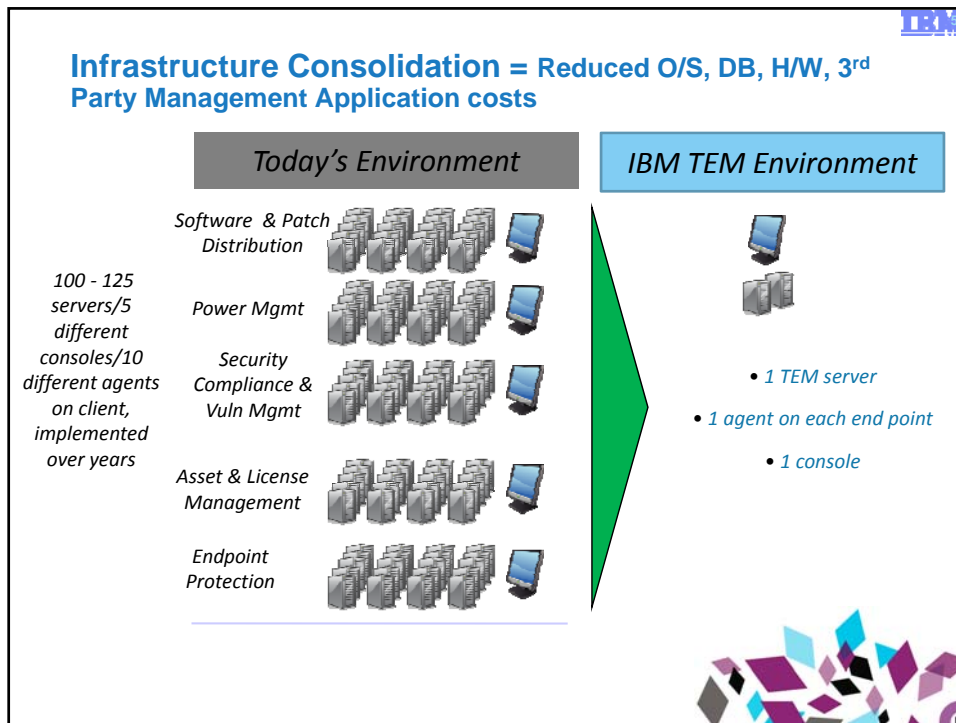 IBM
Infrastructure Consolidation = Reduced O/S, DB, H/W, 3rd
Party Management Application costs
Today's Environment
IBM TEM Environment
100 - 125
servers/5
different
consoles/10
different agents
on client,
implemented
over years
Software & Patch
Distribution
Power Mgmt
Security
Compliance &
Vuln Mgmt
Asset & License
Management
Endpoint
Protection
• 1 TEM server
• 1 agent on each end point
• 1 console